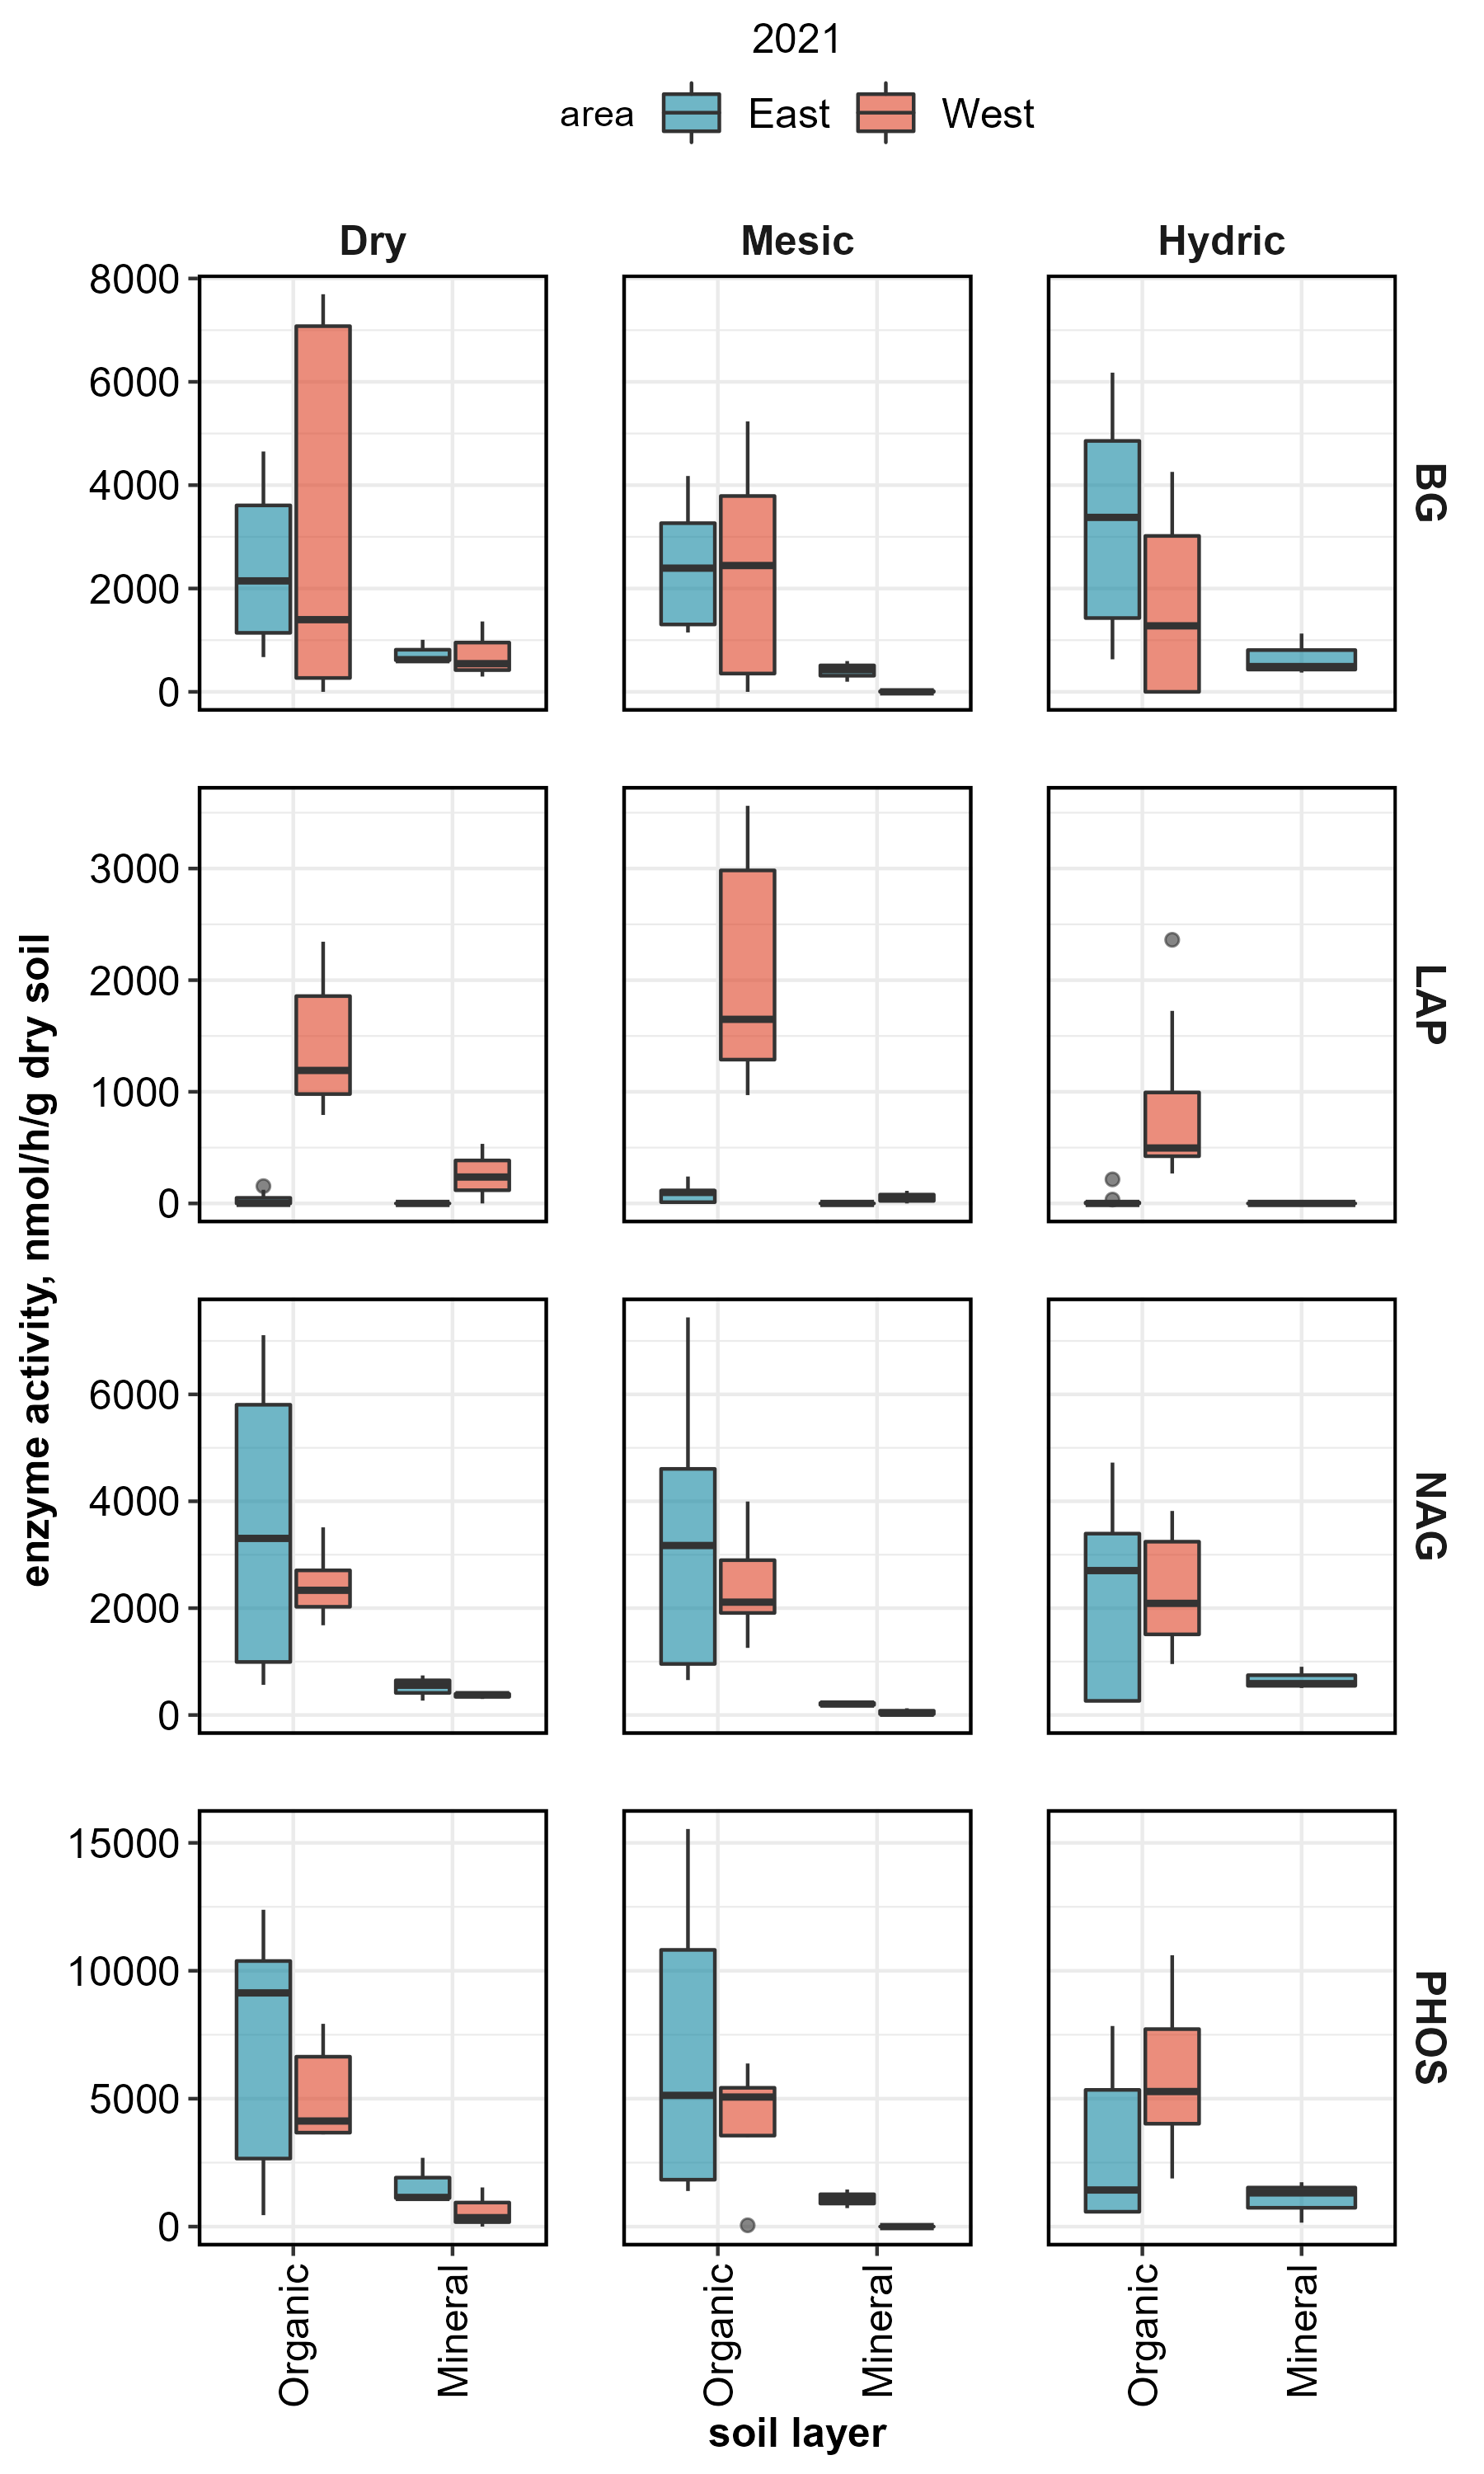 2021
area East West
Dry Mesic Hydric
8000
6000
4000
2000
0
BG
3000
2000
1000
0
LAP
6000
4000
2000
0
NAG
15000
10000
5000
0
PHOS
enzyme activity, nmol/h/g dry soil
Organic Mineral Organic Mineral Organic Mineral
soil layer